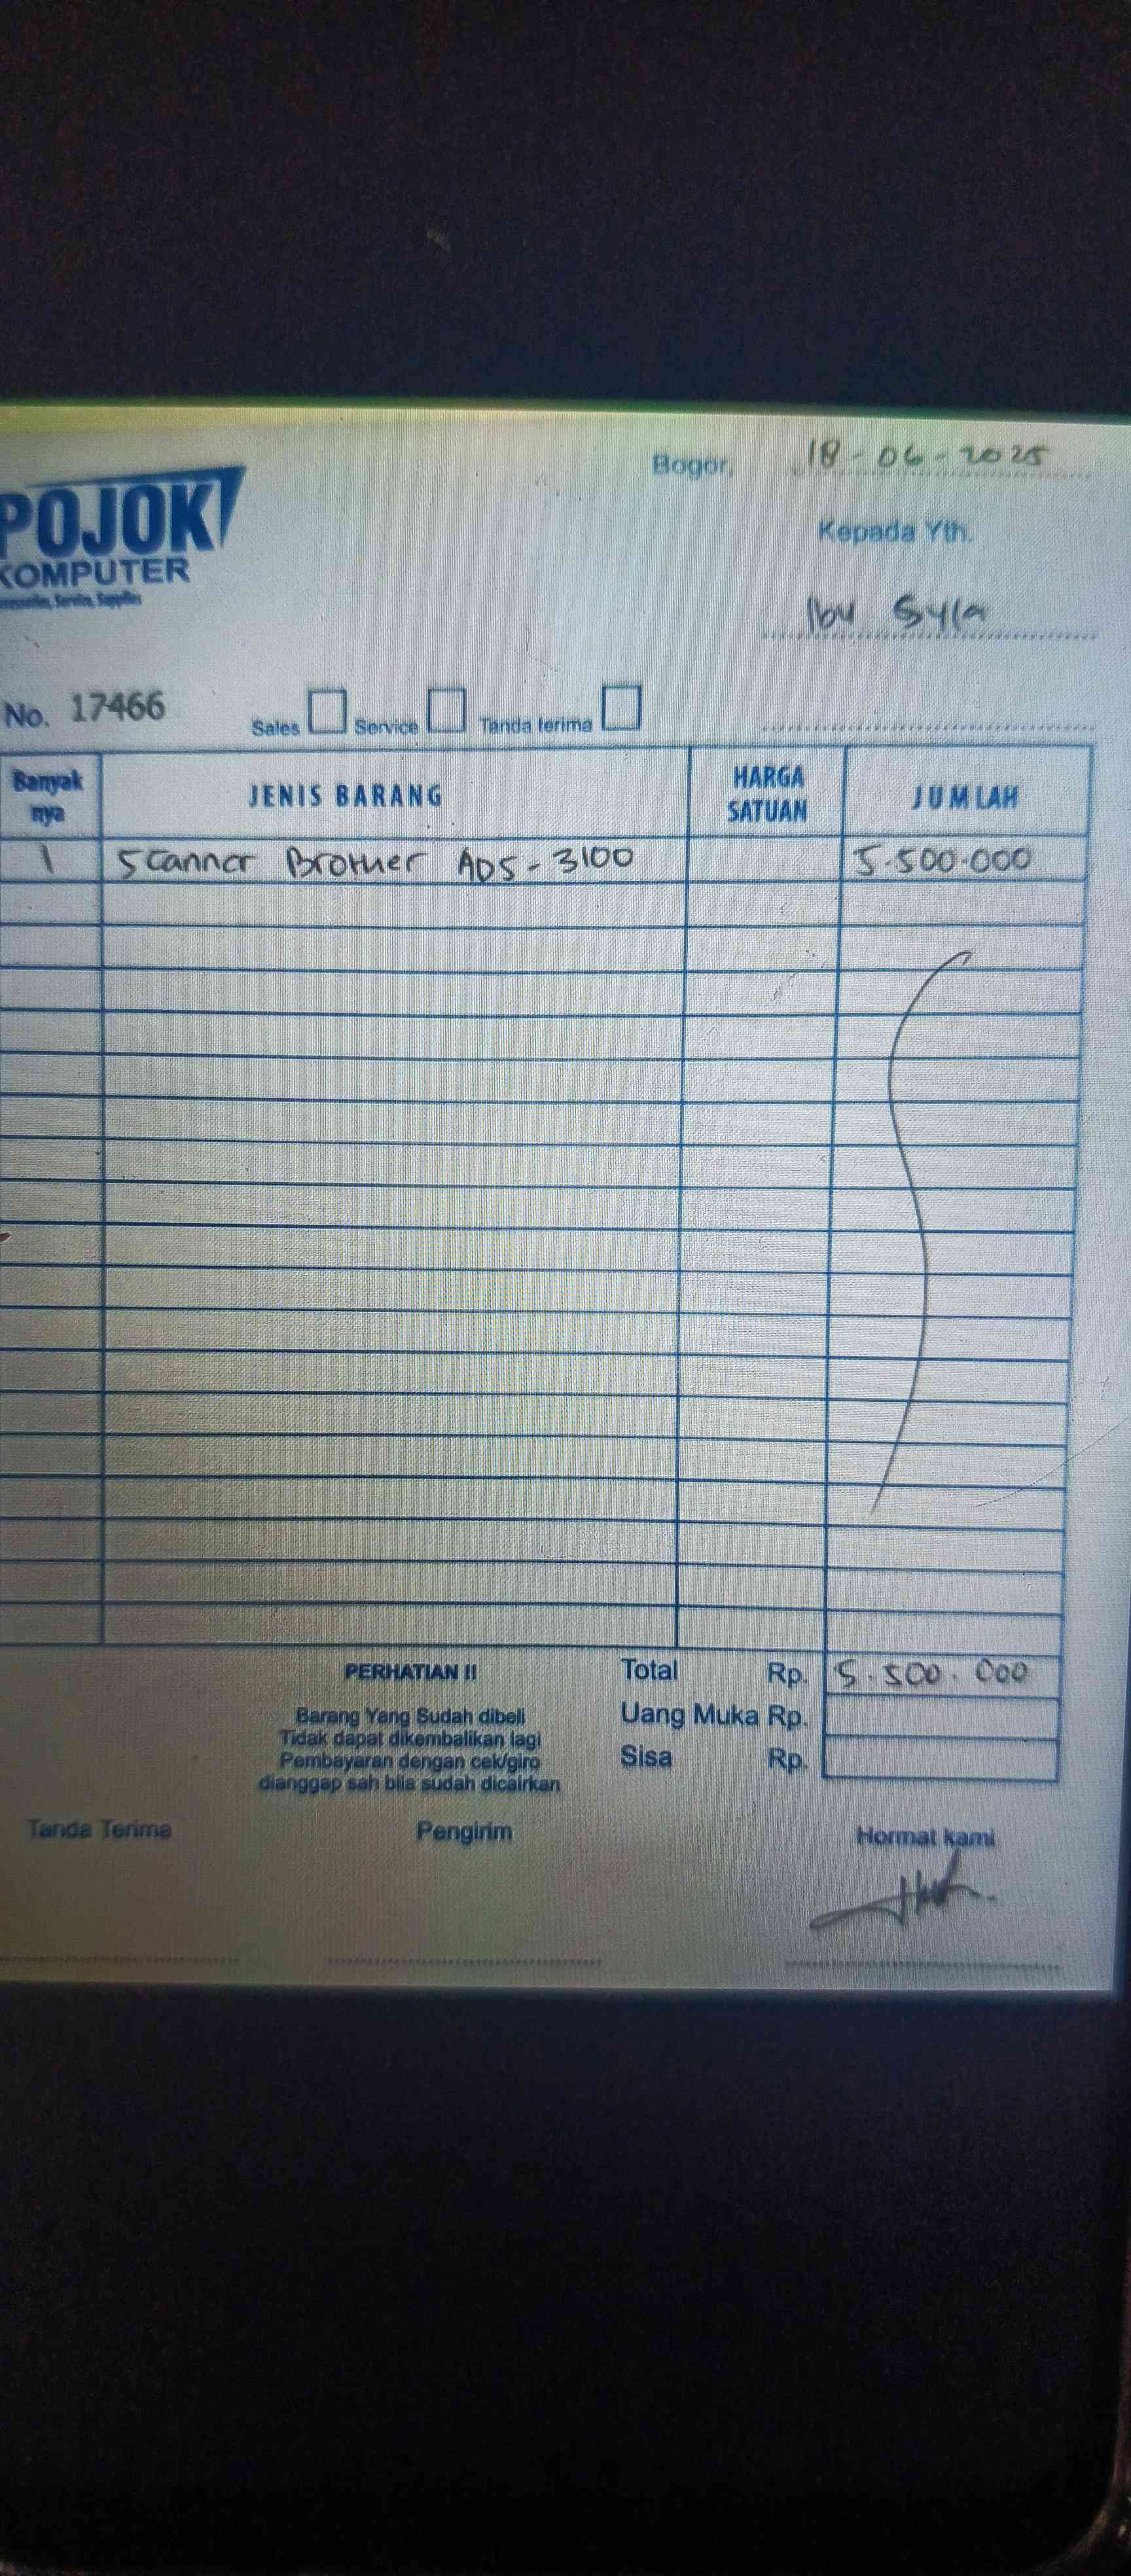 Bogor, 18-06-2025
POJOK
KOMPUTER
Kepada Yth.
Ibu Syla
No. 17466
Sales Service Tanda terima
Banyak nya JENIS BARANG HARGA SATUAN JUMLAH
1 Scanner Brother ADS-3100 5.500.000
PERHATIAN !!
Barang Yang Sudah dibeli
Tidak dapat dikembalikan lagi
Pembayaran dengan cek/giro
dianggap sah bila sudah dicairkan
Total Rp. 5.500.000
Uang Muka Rp.
Sisa Rp.
Tanda Terima Pengirim Hormat kami